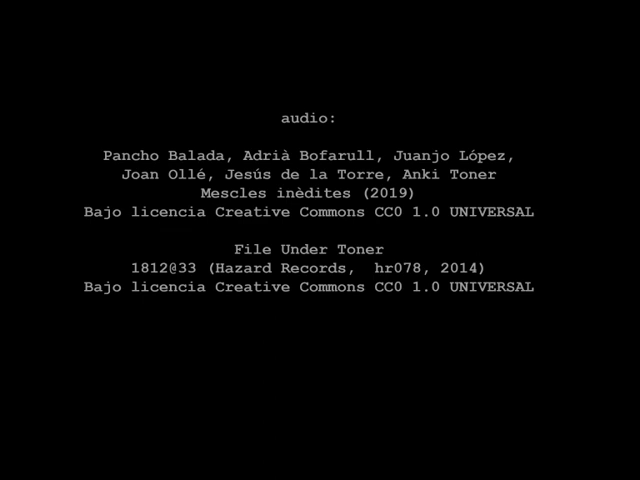 audio:
Pancho Balada, Adrià Bofarull, Juanjo López,
Joan Ollé, Jesús de la Torre, Anki Toner
Mescles inèdites (2019)
Bajo licencia Creative Commons CC0 1.0 UNIVERSAL
File Under Toner
1812@33 (Hazard Records, hr078, 2014)
Bajo licencia Creative Commons CC0 1.0 UNIVERSAL